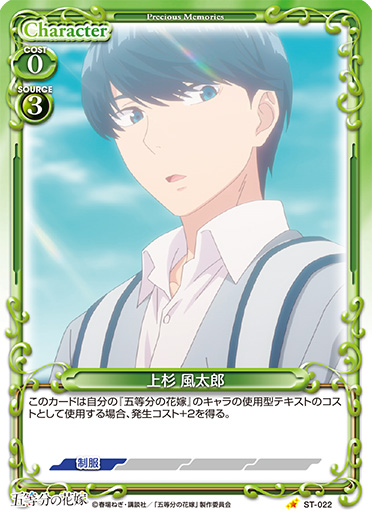 Precious Memories
Character
COST
0
SOURCE
3
上杉 風太郎
このカードは自分の『五等分の花嫁』のキャラの使用型テキストのコス
トとして使用する場合、発生コスト+2を得る。
制服
五等分の花嫁
©春場ねぎ・講談社／「五等分の花嫁」製作委員会
ST-022